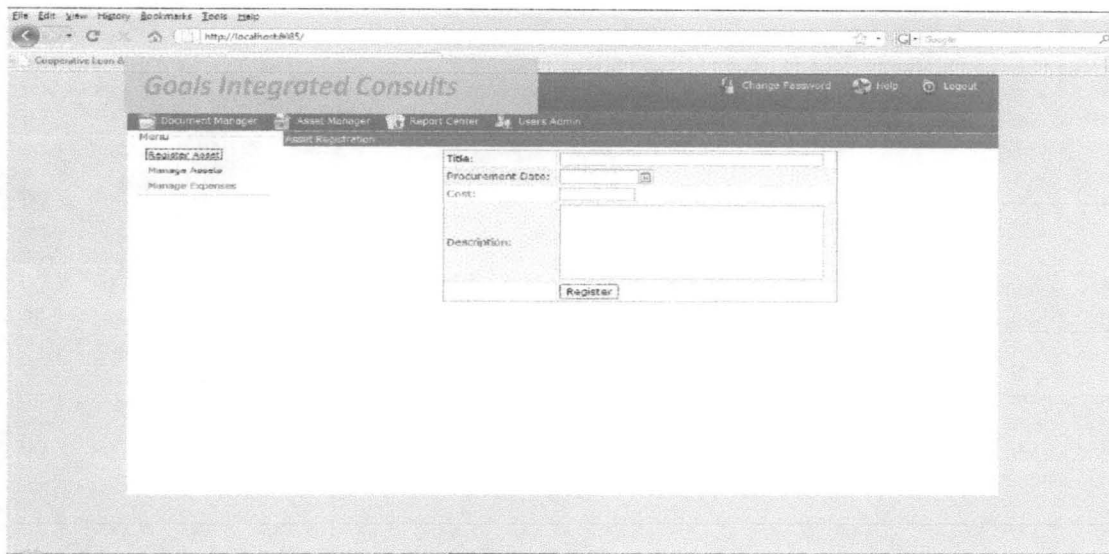 File Edit View History Bookmarks Tools Help
http://localhost:8085/ Google
Cooperative Loan &
Goals Integrated Consults
Change Password Help Logout
Document Manager Asset Manager Report Center Users Admin
Menu Asset Registration
Register Asset
Manage Assets
Manage Expenses
Title:
Procurement Date:
Cost:
Description:
Register